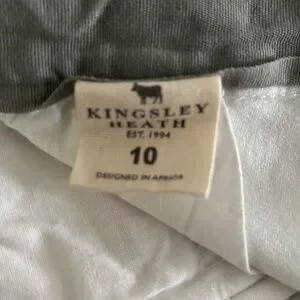 KINGSLEY
HEATH
EST. 1994
10
DESIGNED IN AFRICA